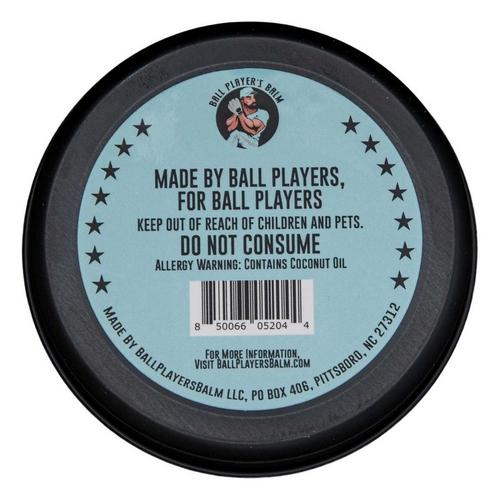 BALL PLAYER'S BALM
MADE BY BALL PLAYERS,
FOR BALL PLAYERS
KEEP OUT OF REACH OF CHILDREN AND PETS.
DO NOT CONSUME
ALLERGY WARNING: CONTAINS COCONUT OIL
8 50066 05204 4
FOR MORE INFORMATION,
VISIT BALLPLAYERSBALM.COM
MADE BY BALLPLAYERSBALM LLC, PO BOX 406, PITTSBORO, NC 27312